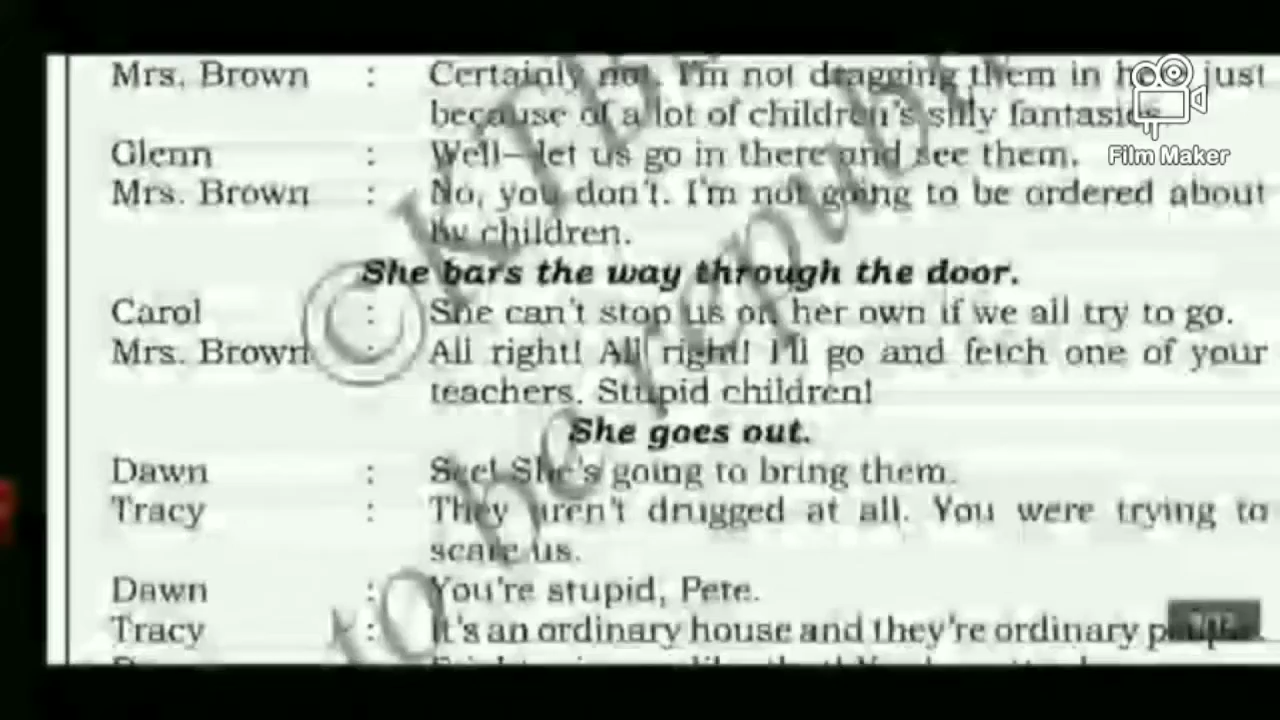 Mrs. Brown : Certainly not. I'm not dragging them in here just
because of a lot of children's silly fantasies.
Glenn : Well—let us go in there and see them.
Mrs. Brown : No, you don't. I'm not going to be ordered about
by children.
She bars the way through the door.
Carol : She can't stop us on her own if we all try to go.
Mrs. Brown : All right! All right! I'll go and fetch one of your
teachers. Stupid children!
She goes out.
Dawn : See! She's going to bring them.
Tracy : They aren't drugged at all. You were trying to
scare us.
Dawn : You're stupid, Pete.
Tracy : It's an ordinary house and they're ordinary
Film Maker
© KTB
to be republi